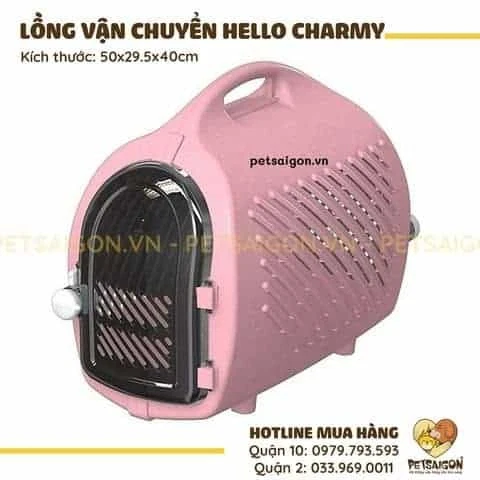 LỒNG VẬN CHUYỂN HELLO CHARMY
Kích thước: 50x29.5x40cm
petsaigon.vn
PETSAIGON.VN - PETSAIGON.VN - PETSAIGON
HOTLINE MUA HÀNG
Quận 10: 0979.793.593
Quận 2: 033.969.0011
PETSAIGON